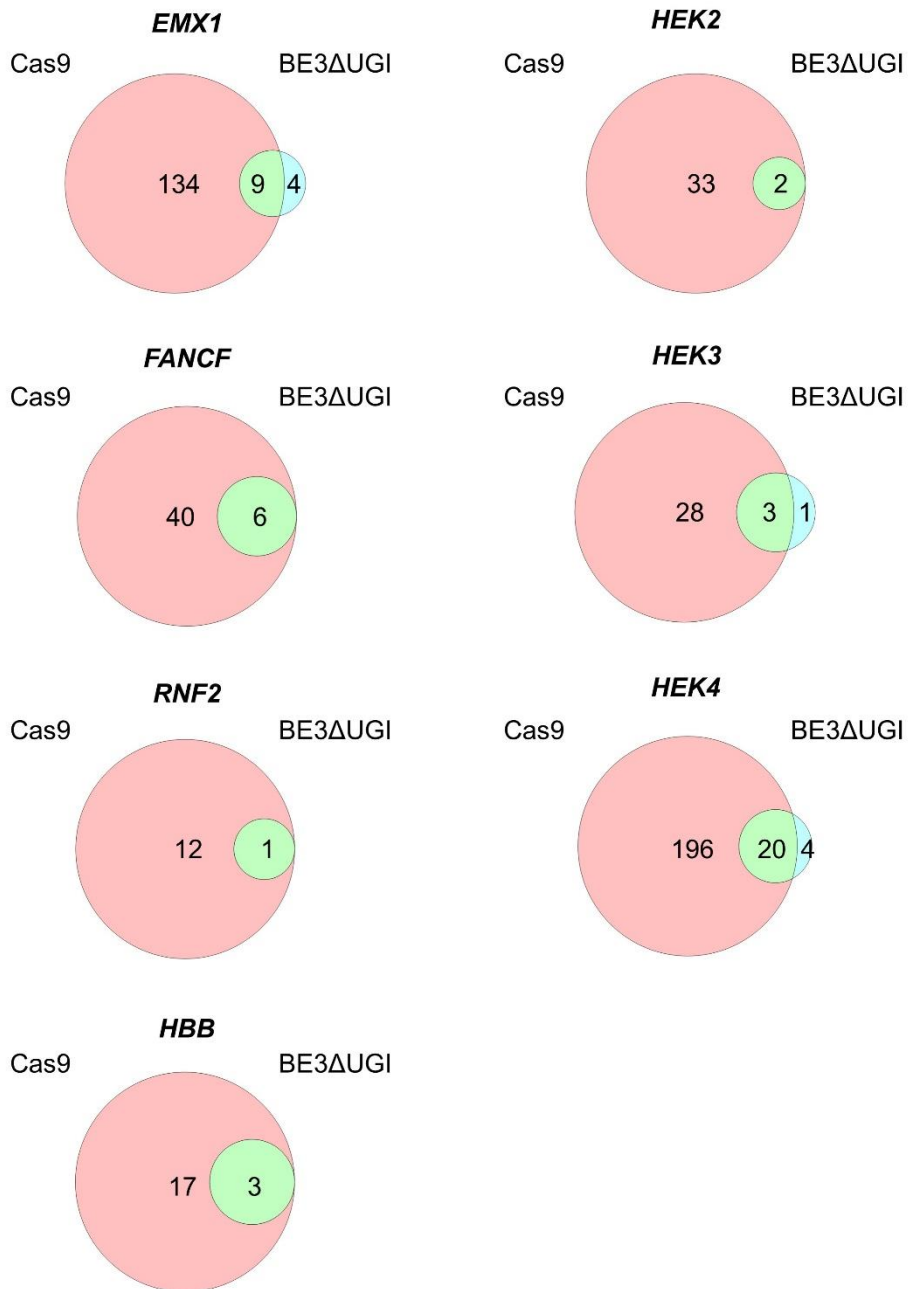 EMX1
Cas9 BE3ΔUGI
134 9 4
HEK2
Cas9 BE3ΔUGI
33 2
FANCF
Cas9 BE3ΔUGI
40 6
HEK3
Cas9 BE3ΔUGI
28 3 1
RNF2
Cas9 BE3ΔUGI
12 1
HEK4
Cas9 BE3ΔUGI
196 20 4
HBB
Cas9 BE3ΔUGI
17 3